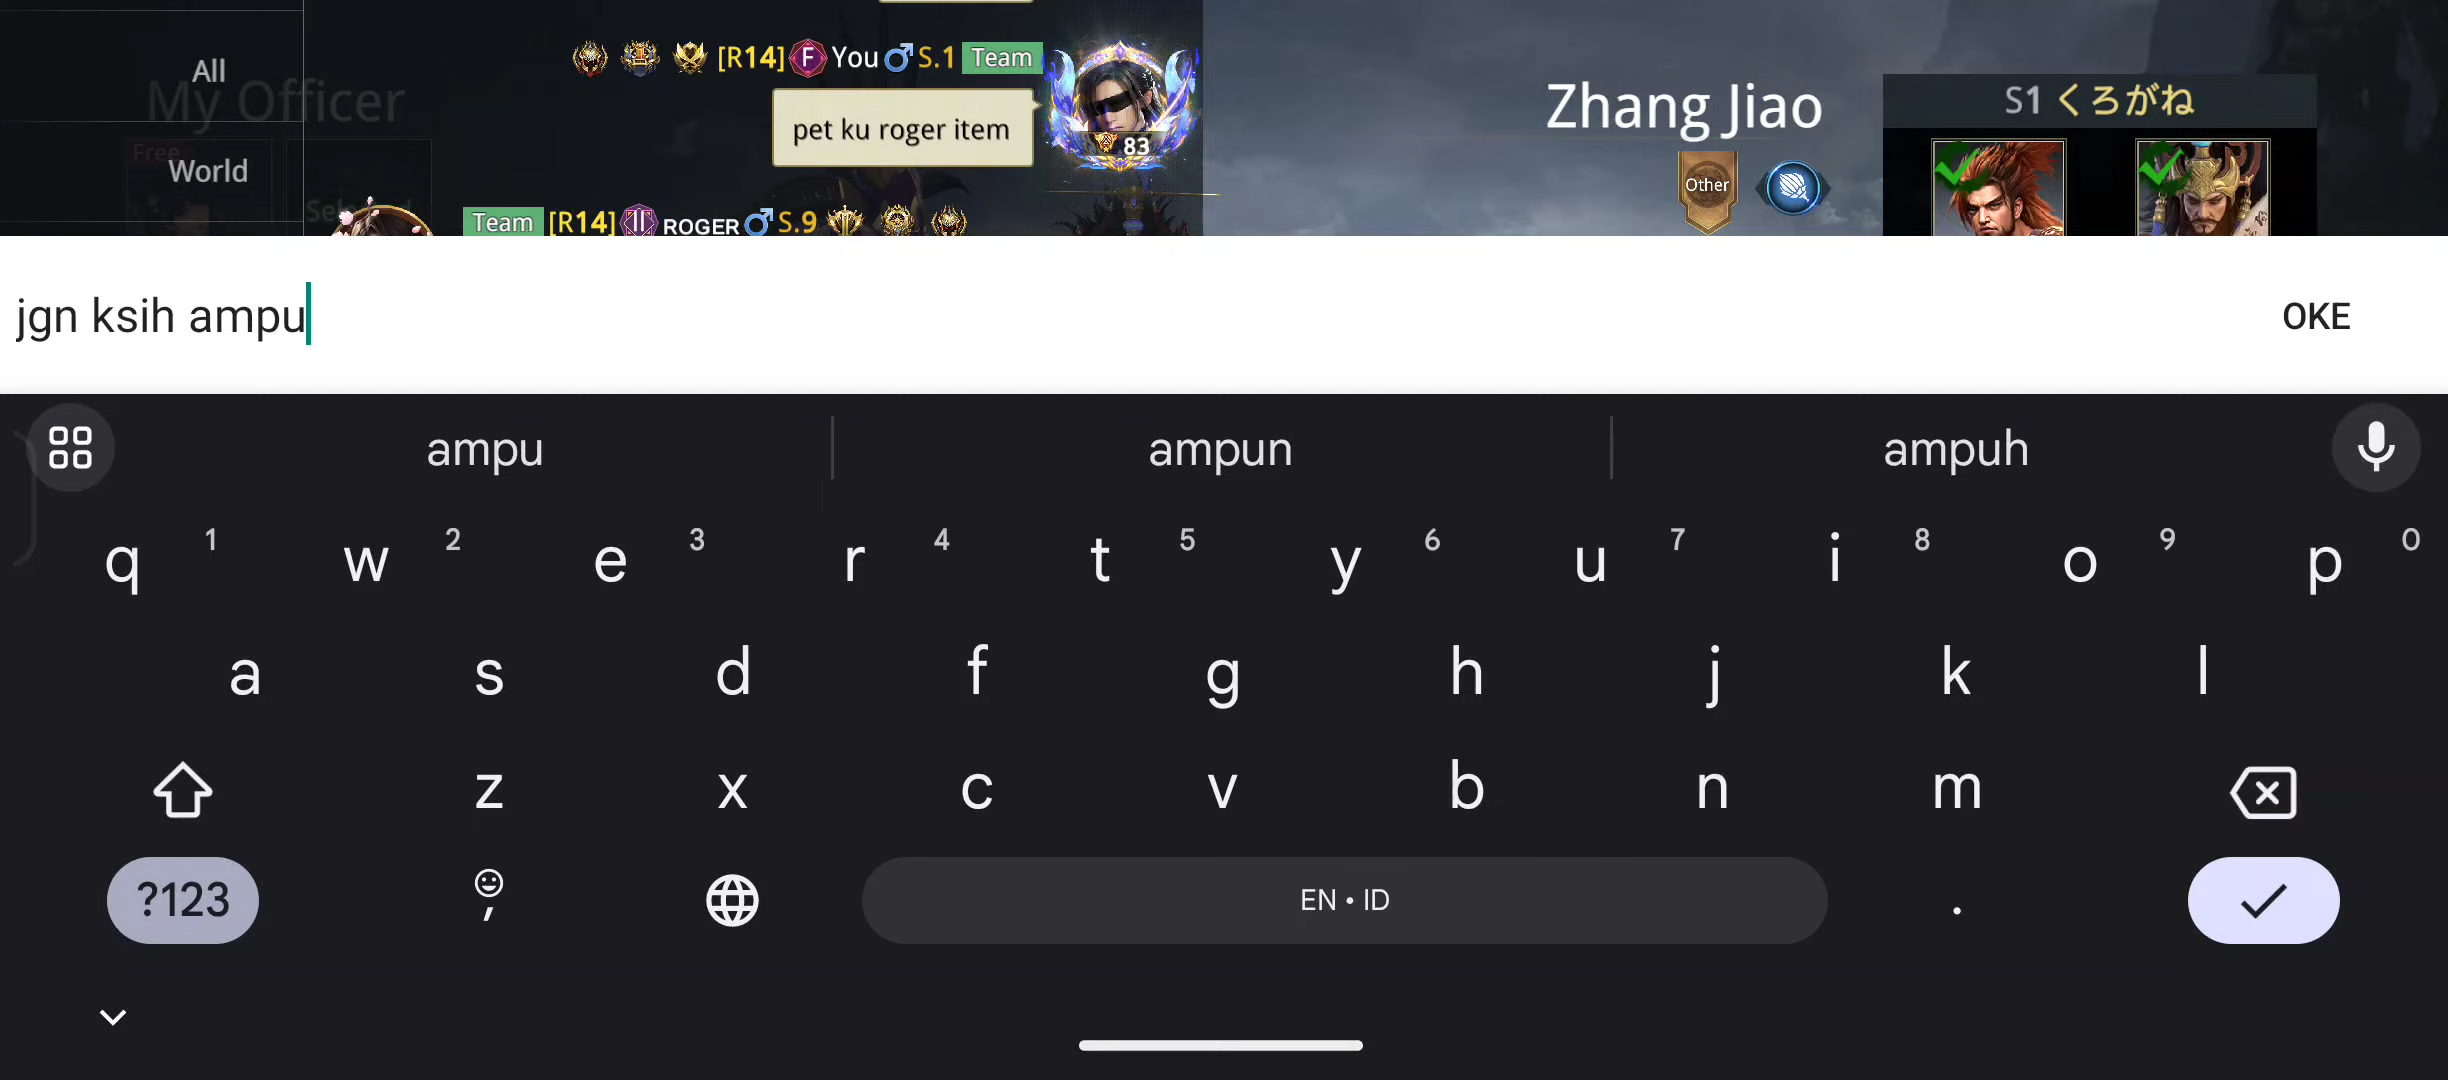 All
My Officer
World
Free
[R14] F You S.1 Team
pet ku roger item
83
Team [R14] III ROGER S.9
Zhang Jiao
Other
S1 くろがね
jgn ksih ampu
OKE
ampu ampun ampuh
q 1 w 2 e 3 r 4 t 5 y 6 u 7 i 8 o 9 p 0
a s d f g h j k l
z x c v b n m
?123 , EN • ID .